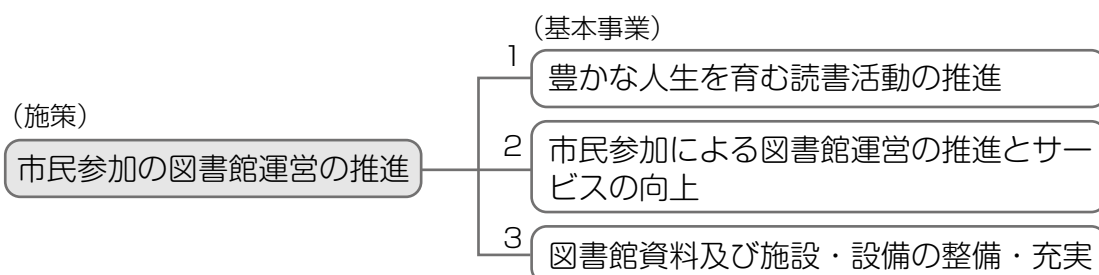 （基本事業）
1
豊かな人生を育む読書活動の推進
（施策）
市民参加の図書館運営の推進
2
市民参加による図書館運営の推進とサー
ビスの向上
3
図書館資料及び施設・設備の整備・充実